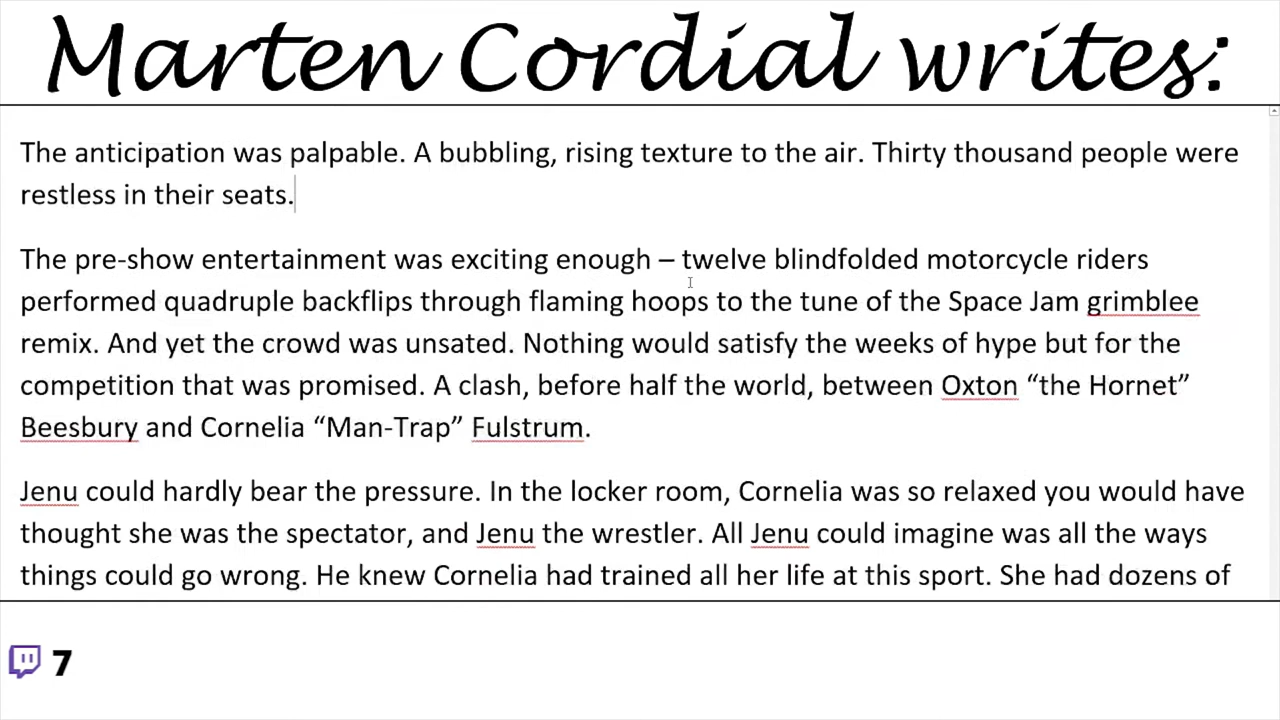 Marten Cordial writes:
The anticipation was palpable. A bubbling, rising texture to the air. Thirty thousand people were
restless in their seats.
The pre-show entertainment was exciting enough – twelve blindfolded motorcycle riders
performed quadruple backflips through flaming hoops to the tune of the Space Jam grimblee
remix. And yet the crowd was unsated. Nothing would satisfy the weeks of hype but for the
competition that was promised. A clash, before half the world, between Oxton “the Hornet”
Beesbury and Cornelia “Man-Trap” Fulstrum.
Jenu could hardly bear the pressure. In the locker room, Cornelia was so relaxed you would have
thought she was the spectator, and Jenu the wrestler. All Jenu could imagine was all the ways
things could go wrong. He knew Cornelia had trained all her life at this sport. She had dozens of
7